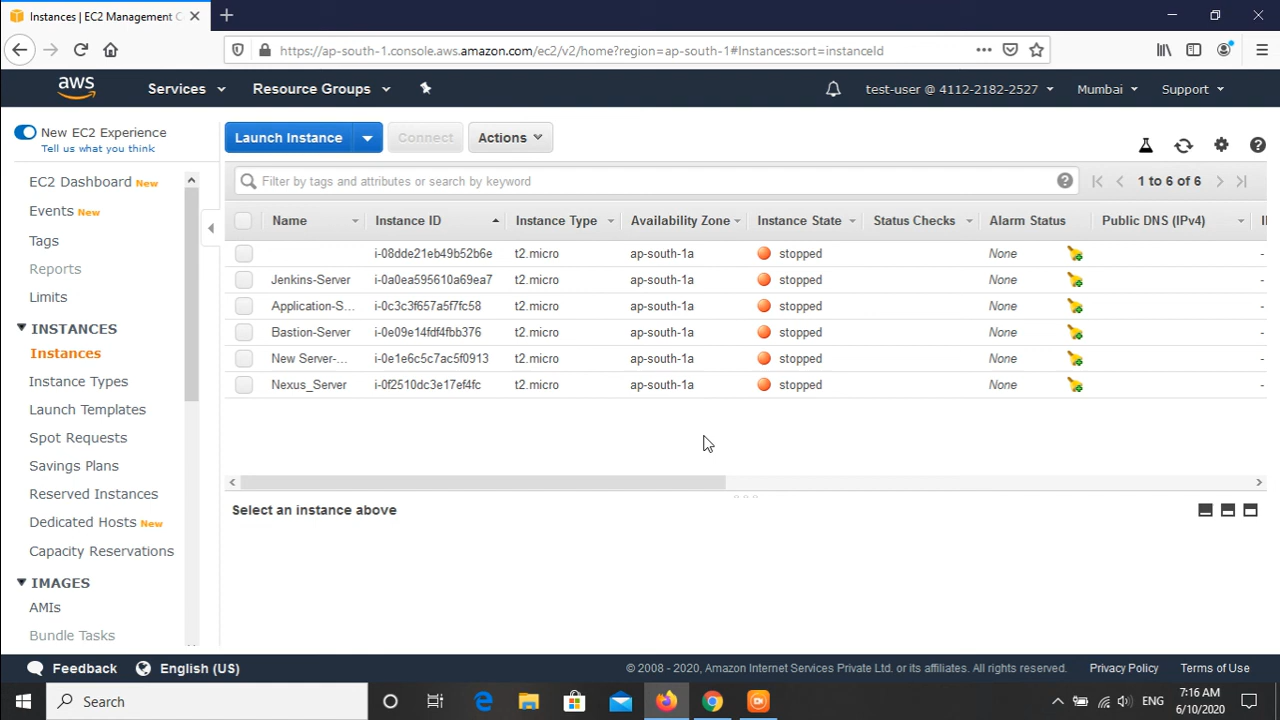 Instances | EC2 Management C
https://ap-south-1.console.aws.amazon.com/ec2/v2/home?region=ap-south-1#Instances:sort=instanceId
aws Services Resource Groups test-user @ 4112-2182-2527 Mumbai Support
New EC2 Experience
Tell us what you think
EC2 Dashboard New
Events New
Tags
Reports
Limits
INSTANCES
Instances
Instance Types
Launch Templates
Spot Requests
Savings Plans
Reserved Instances
Dedicated Hosts New
Capacity Reservations
IMAGES
AMIs
Bundle Tasks
Launch Instance Connect Actions
Filter by tags and attributes or search by keyword 1 to 6 of 6
Name Instance ID Instance Type Availability Zone Instance State Status Checks Alarm Status Public DNS (IPv4)
i-08dde21eb49b52b6e t2.micro ap-south-1a stopped None -
Jenkins-Server i-0a0ea595610a69ea7 t2.micro ap-south-1a stopped None -
Application-S... i-0c3c3f657a5f7fc58 t2.micro ap-south-1a stopped None -
Bastion-Server i-0e09e14fdf4fbb376 t2.micro ap-south-1a stopped None -
New Server-... i-0e1e6c5c7ac5f0913 t2.micro ap-south-1a stopped None -
Nexus_Server i-0f2510dc3e17ef4fc t2.micro ap-south-1a stopped None -
Select an instance above
Feedback English (US) © 2008 - 2020, Amazon Internet Services Private Ltd. or its affiliates. All rights reserved. Privacy Policy Terms of Use
Search ENG 7:16 AM
6/10/2020